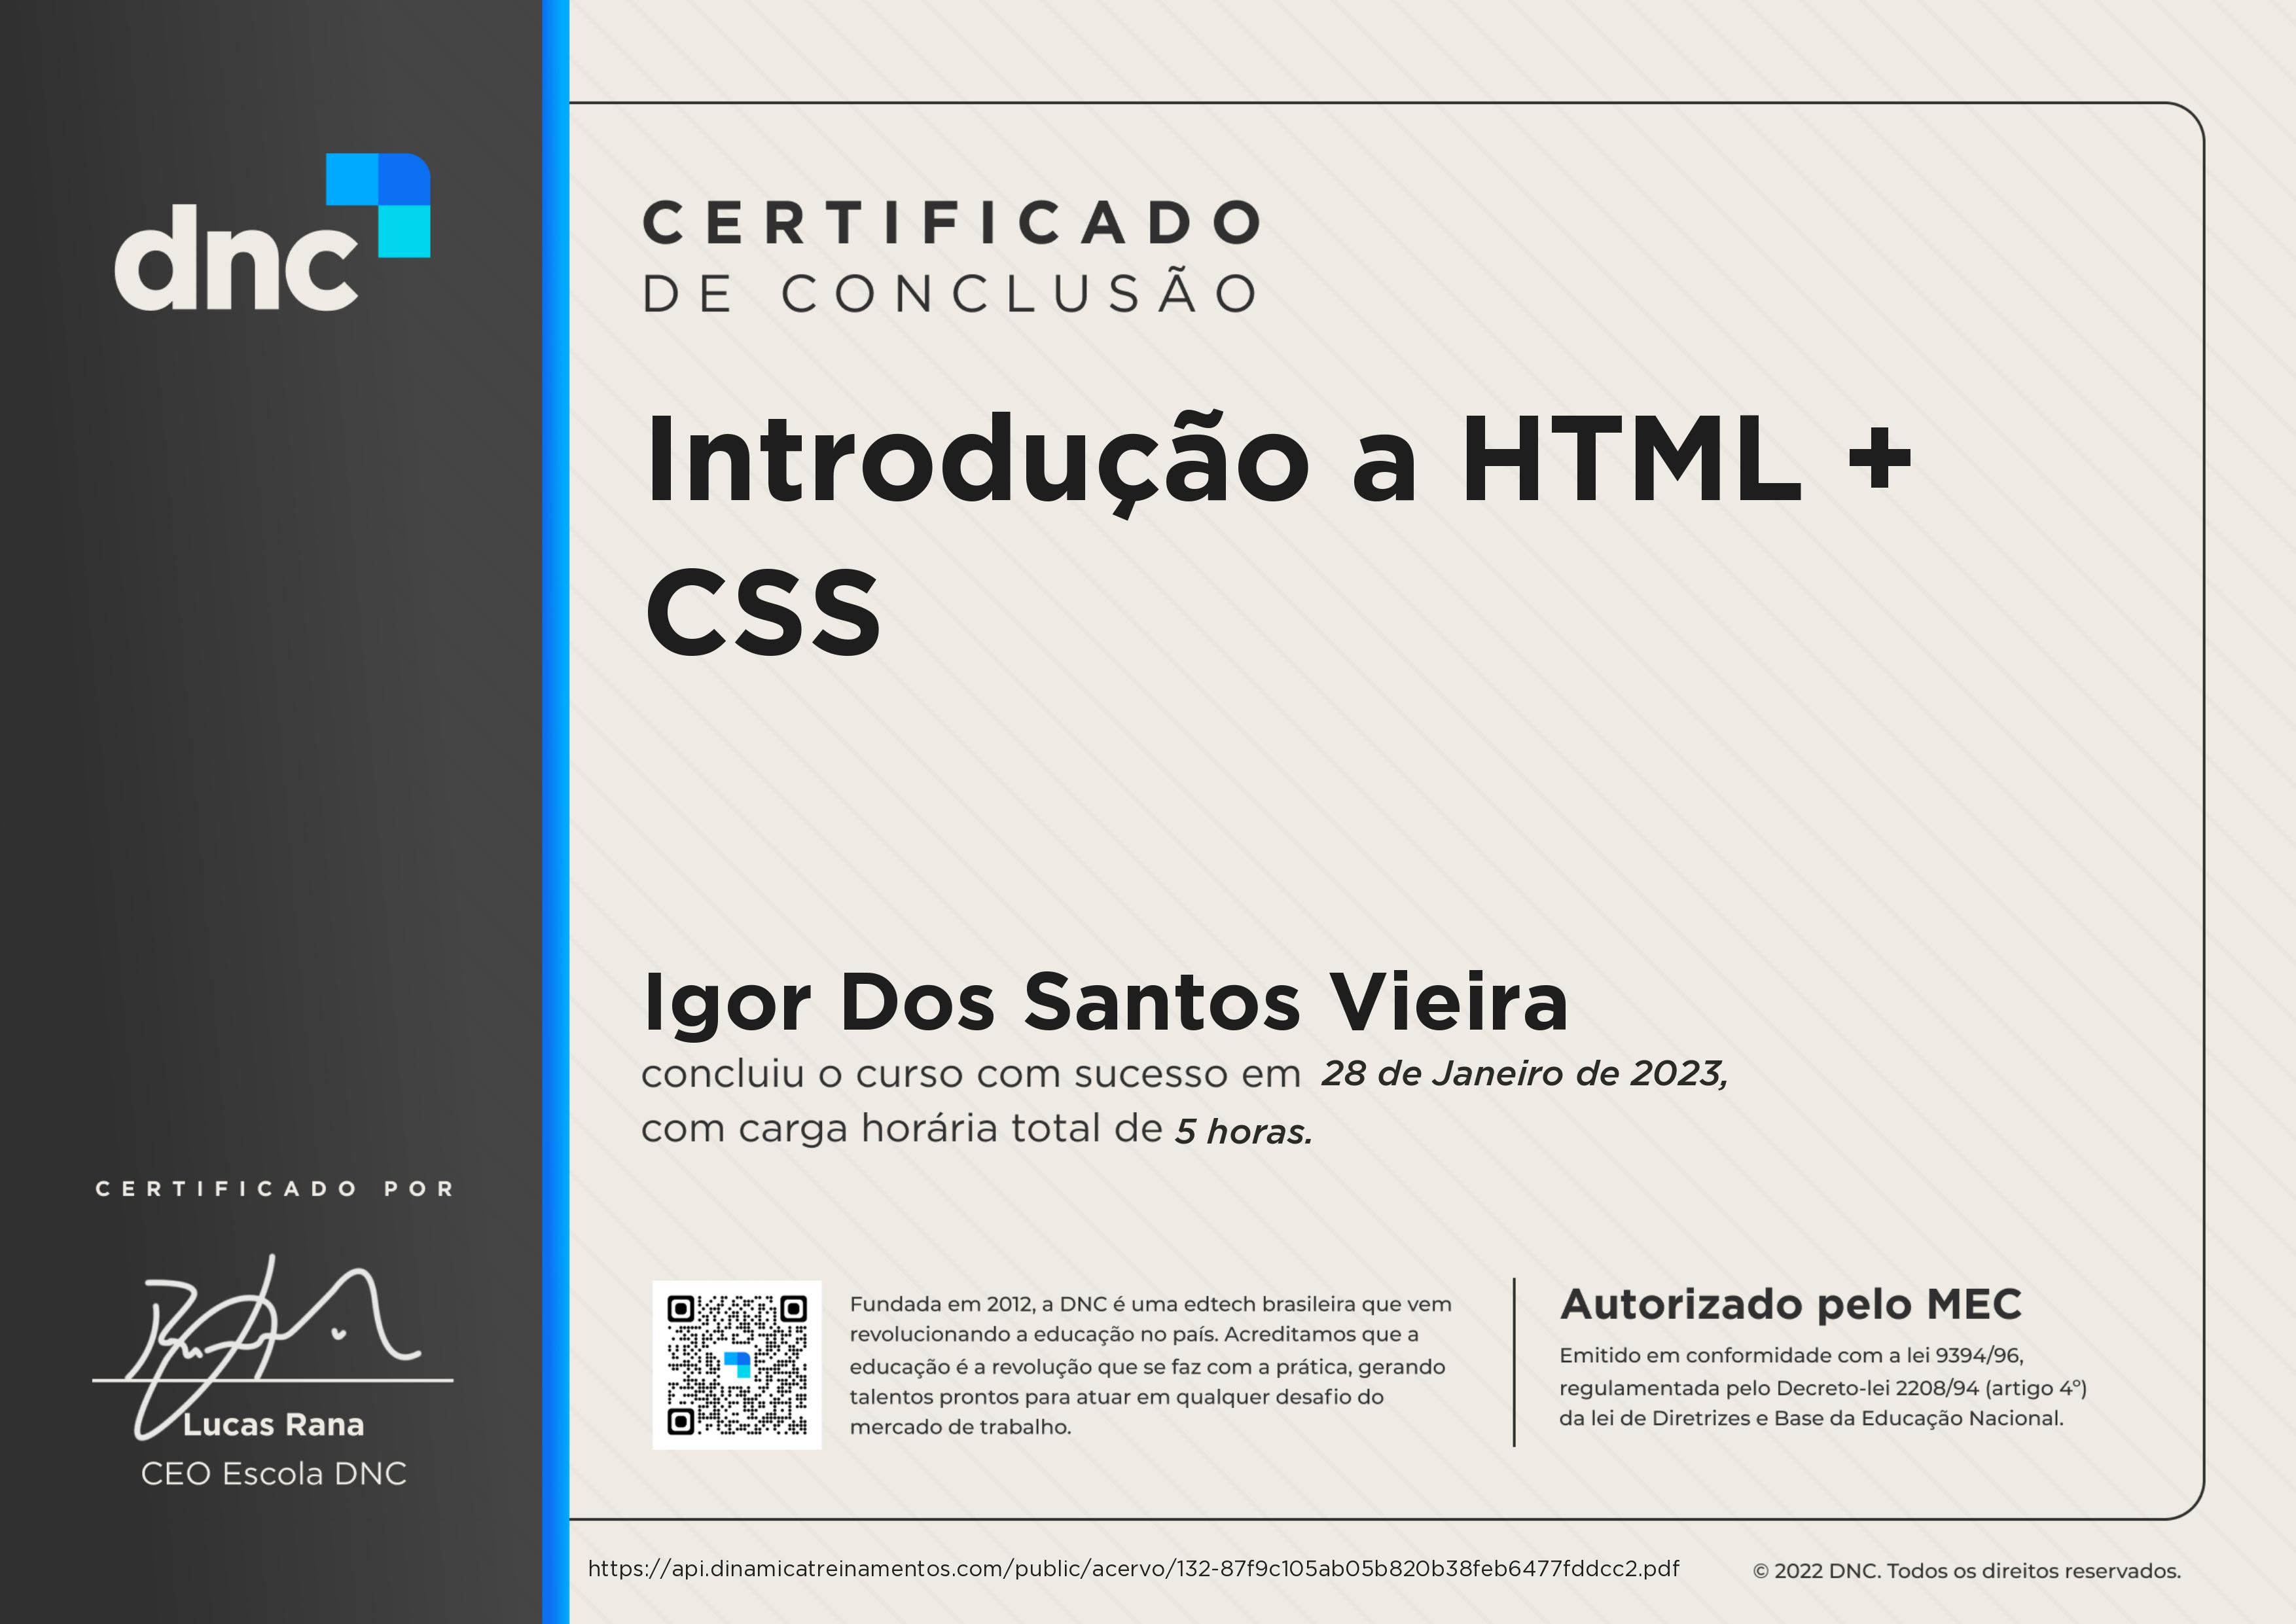 dnc
CERTIFICADO
DE CONCLUSÃO
Introdução a HTML +
CSS
Igor Dos Santos Vieira
concluiu o curso com sucesso em 28 de Janeiro de 2023,
com carga horária total de 5 horas.
CERTIFICADO POR
Lucas Rana
CEO Escola DNC
Fundada em 2012, a DNC é uma edtech brasileira que vem
revolucionando a educação no país. Acreditamos que a
educação é a revolução que se faz com a prática, gerando
talentos prontos para atuar em qualquer desafio do
mercado de trabalho.
Autorizado pelo MEC
Emitido em conformidade com a lei 9394/96,
regulamentada pelo Decreto-lei 2208/94 (artigo 4º)
da lei de Diretrizes e Base da Educação Nacional.
https://api.dinamicatreinamentos.com/public/acervo/132-87f9c105ab05b820b38feb6477fddcc2.pdf
© 2022 DNC. Todos os direitos reservados.